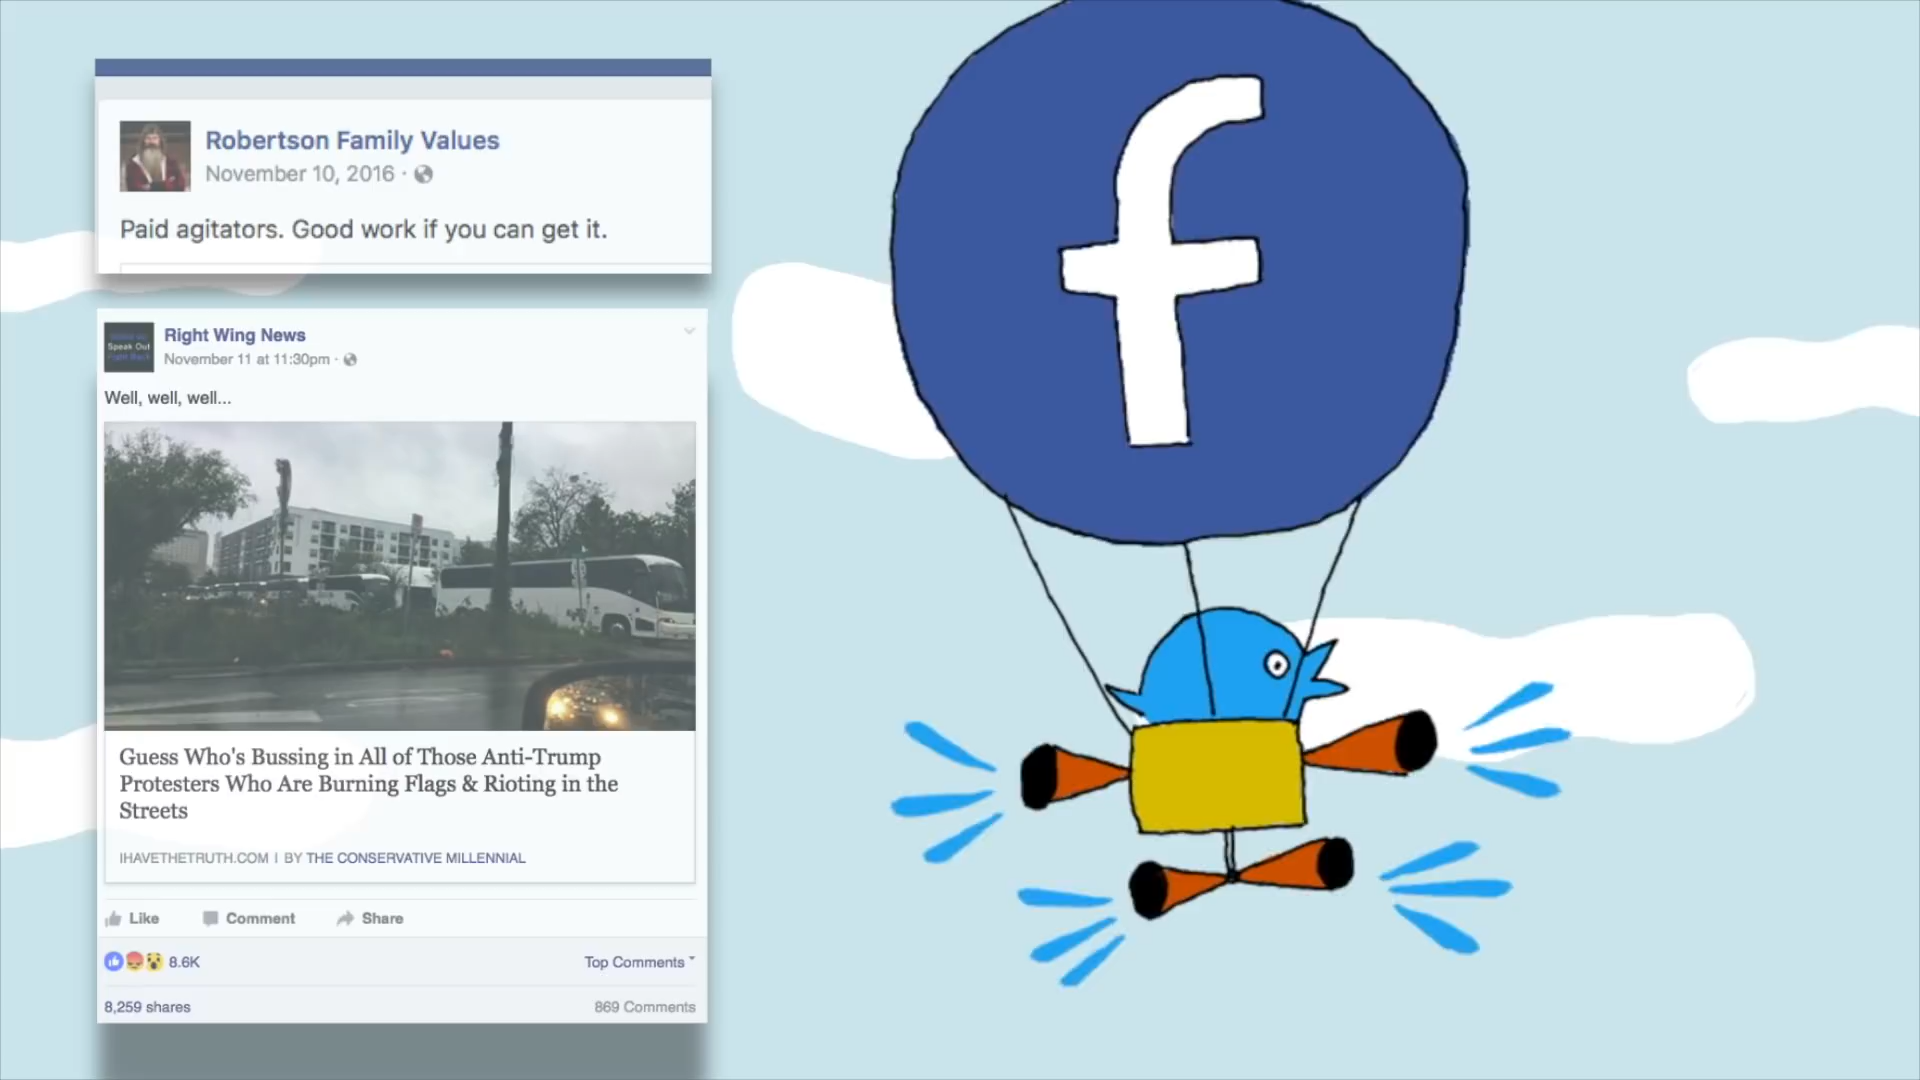 Robertson Family Values
November 10, 2016 ·
Paid agitators. Good work if you can get it.
Right Wing News
Speak Out
November 11 at 11:30pm ·
Well, well, well...
Guess Who's Bussing in All of Those Anti-Trump
Protesters Who Are Burning Flags & Rioting in the
Streets
IHAVETHETRUTH.COM | BY THE CONSERVATIVE MILLENNIAL
Like Comment Share
8.6K Top Comments
8,259 shares 869 Comments
f